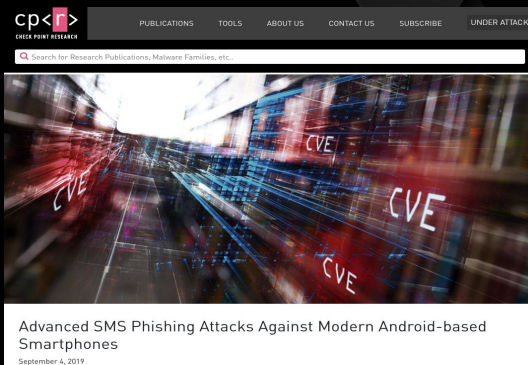 cp<r>
CHECK POINT RESEARCH
PUBLICATIONS TOOLS ABOUT US CONTACT US SUBSCRIBE UNDER ATTACK
Search for Research Publications, Malware Families, etc..
CVE
CVE
CVE
CVE
Advanced SMS Phishing Attacks Against Modern Android-based
Smartphones
September 4, 2019